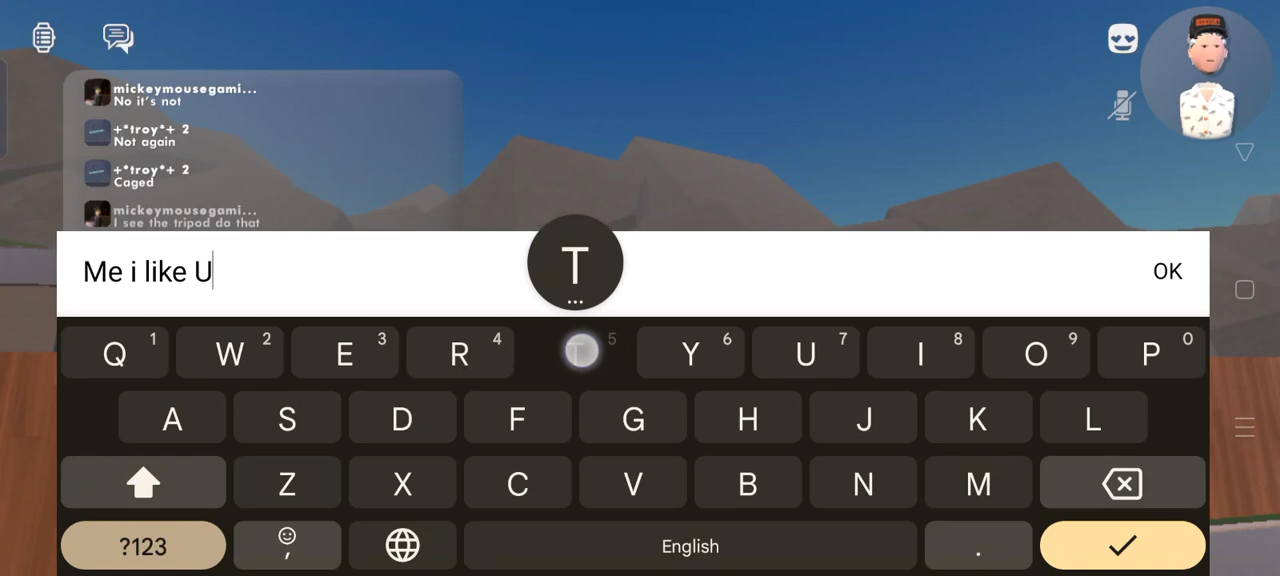 mickeymousegami...
No it's not
+*troy*+ 2
Not again
+*troy*+ 2
Caged
mickeymousegami...
I see the tripod do that
T
...
Me i like U
OK
Q 1 W 2 E 3 R 4 T 5 Y 6 U 7 I 8 O 9 P 0
A S D F G H J K L
Z X C V B N M
?123 , English .